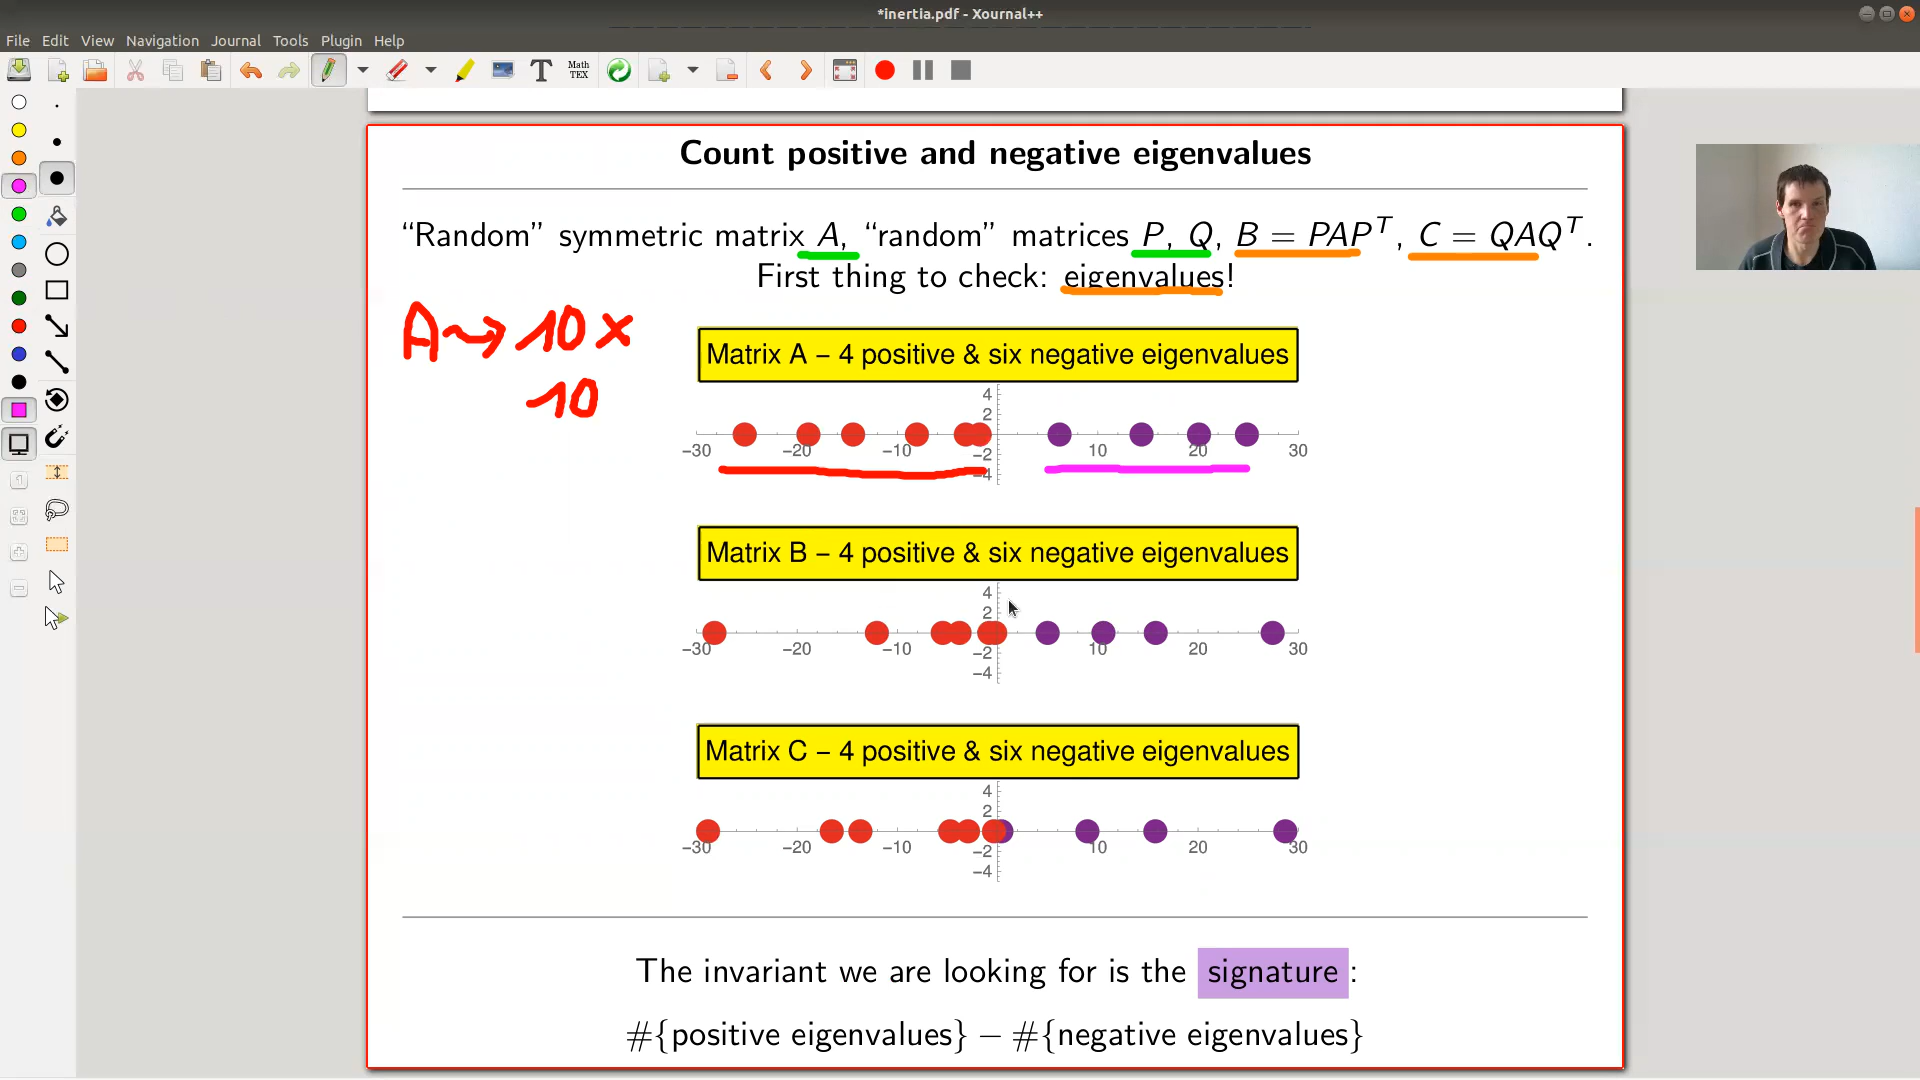 *inertia.pdf - Xournal++
File Edit View Navigation Journal Tools Plugin Help
T Math TEX
Count positive and negative eigenvalues
“Random” symmetric matrix A, “random” matrices P, Q, B = PAP^T, C = QAQ^T.
First thing to check: eigenvalues!
A ⇝ 10 x
10
Matrix A – 4 positive & six negative eigenvalues
4
2
−30 −20 −10 10 20 30
−2
−4
Matrix B – 4 positive & six negative eigenvalues
4
2
−30 −20 −10 10 20 30
−2
−4
Matrix C – 4 positive & six negative eigenvalues
4
2
−30 −20 −10 10 20 30
−2
−4
The invariant we are looking for is the signature :
#{positive eigenvalues} − #{negative eigenvalues}